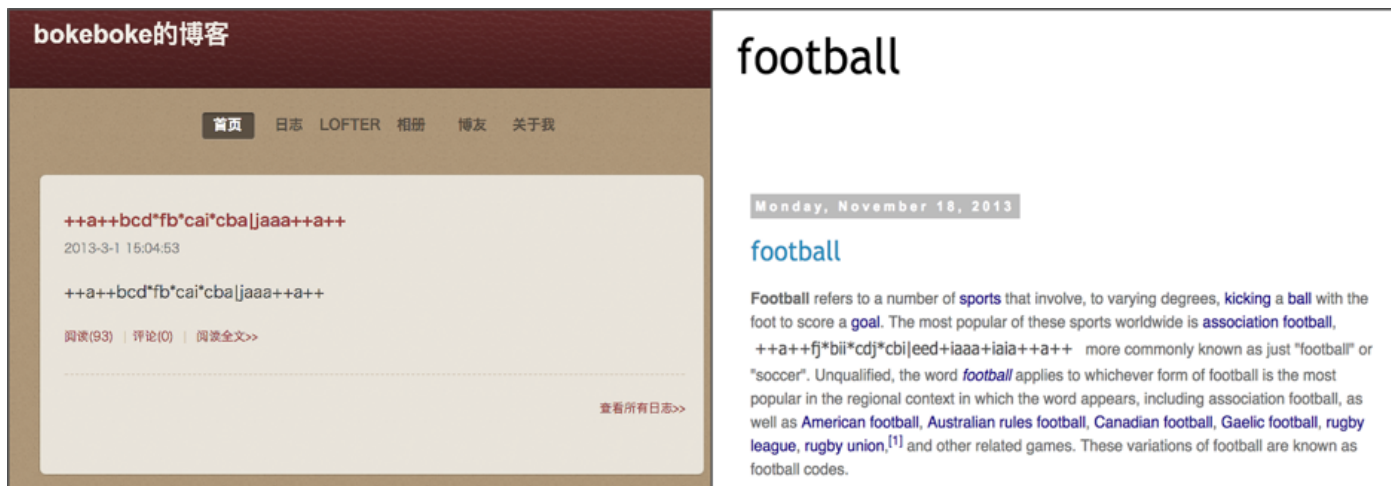 bokeboke的博客
首页 日志 LOFTER 相册 博友 关于我
++a++bcd*fb*cai*cba|jaaa++a++
2013-3-1 15:04:53
++a++bcd*fb*cai*cba|jaaa++a++
阅读(93) | 评论(0) | 阅读全文>>
查看所有日志>>
football
Monday, November 18, 2013
football
Football refers to a number of sports that involve, to varying degrees, kicking a ball with the
foot to score a goal. The most popular of these sports worldwide is association football,
++a++fj*bii*cdj*cbi|eed+iaaa+iaia++a++ more commonly known as just "football" or
"soccer". Unqualified, the word football applies to whichever form of football is the most
popular in the regional context in which the word appears, including association football, as
well as American football, Australian rules football, Canadian football, Gaelic football, rugby
league, rugby union,[1] and other related games. These variations of football are known as
football codes.